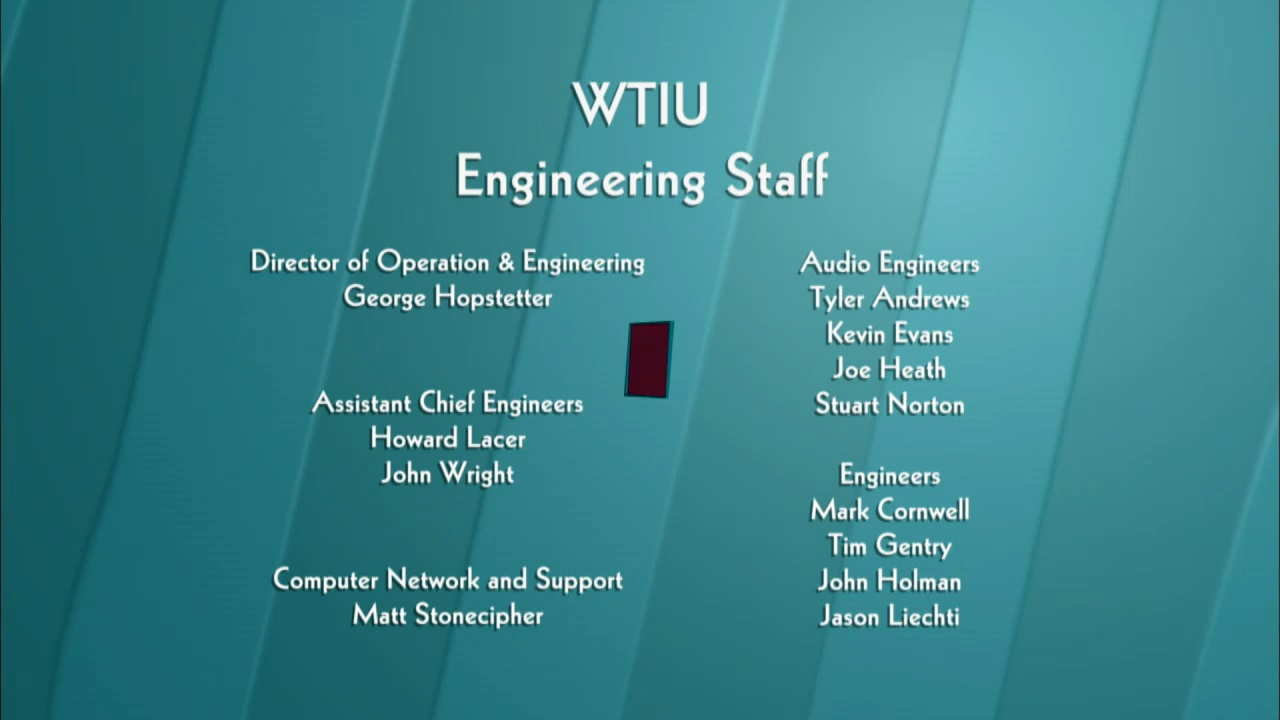 WTIU
Engineering Staff
Director of Operation & Engineering
George Hopstetter
Assistant Chief Engineers
Howard Lacer
John Wright
Computer Network and Support
Matt Stonecipher
Audio Engineers
Tyler Andrews
Kevin Evans
Joe Heath
Stuart Norton
Engineers
Mark Cornwell
Tim Gentry
John Holman
Jason Liechti